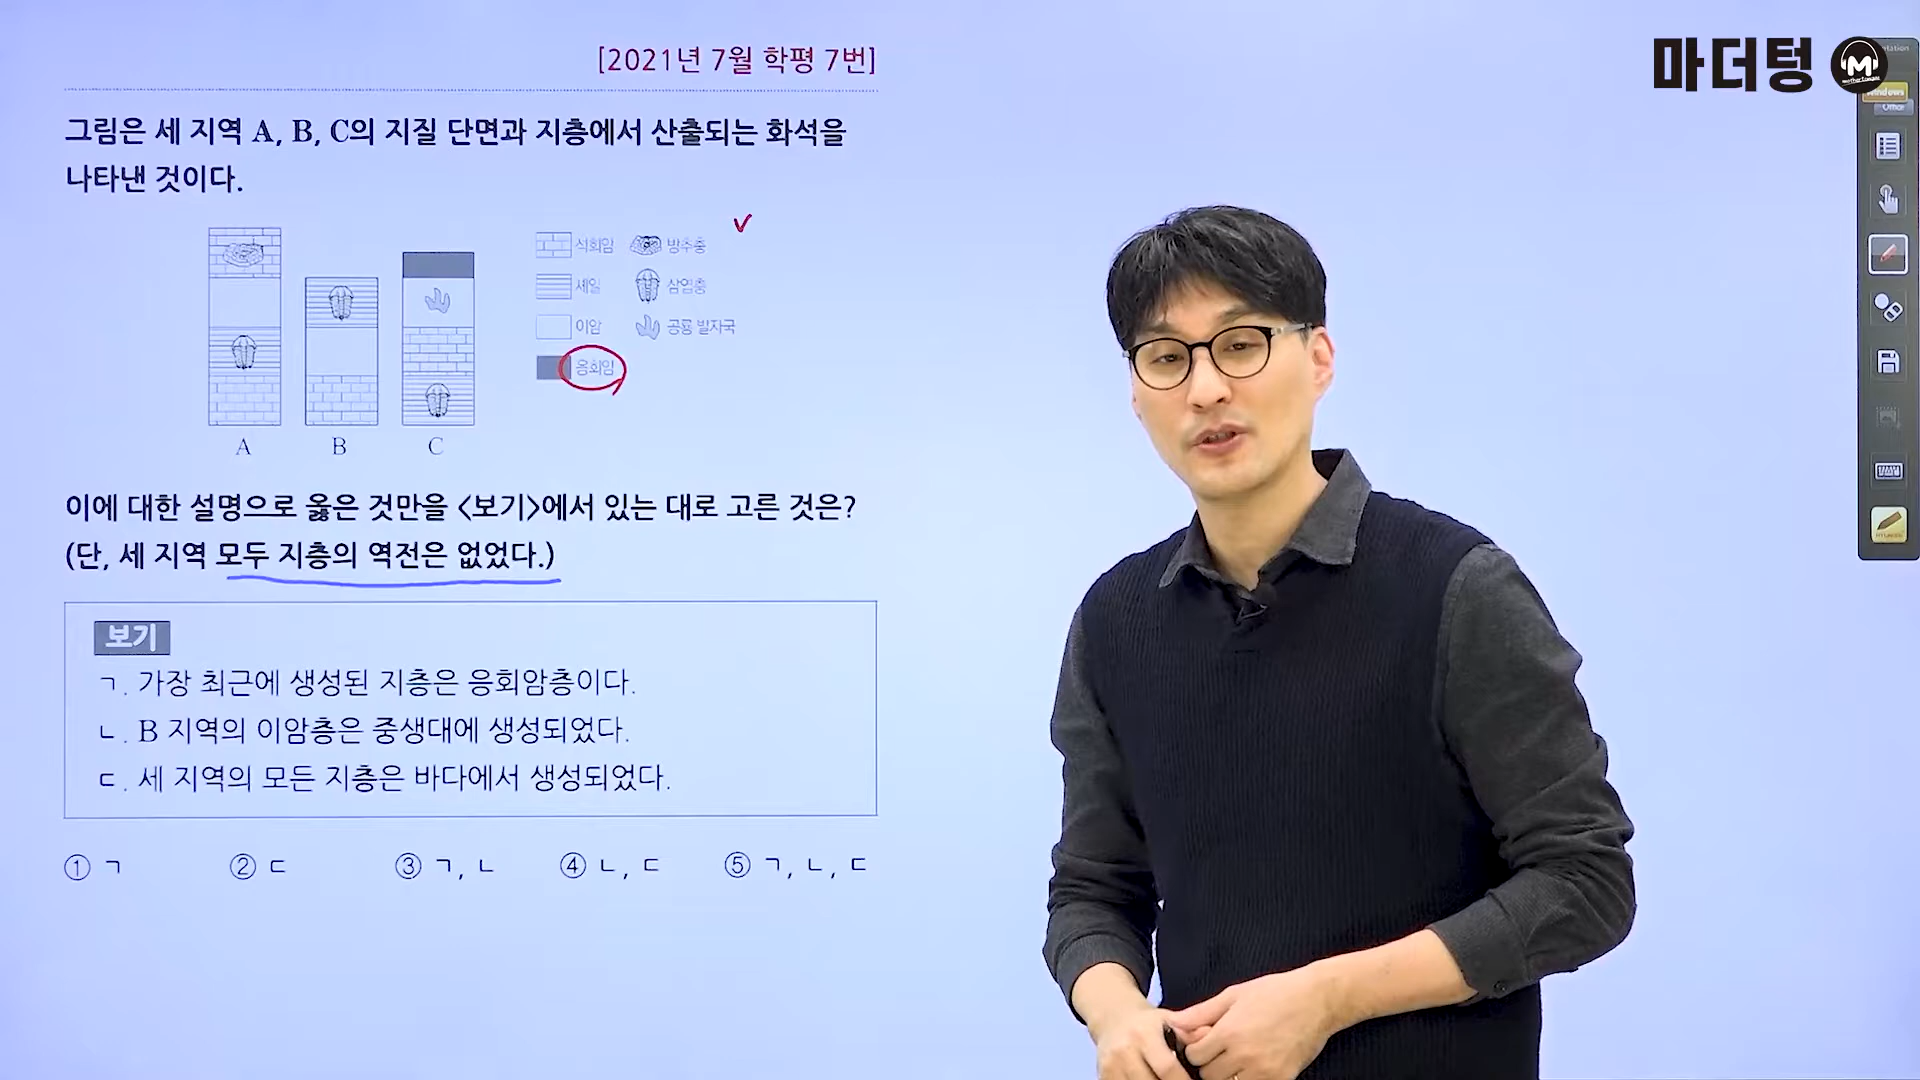 [2021년 7월 학평 7번]
마더텅
그림은 세 지역 A, B, C의 지질 단면과 지층에서 산출되는 화석을
나타낸 것이다.
석회암 방추충
셰일 삼엽충
이암 공룡 발자국
응회암
A B C
이에 대한 설명으로 옳은 것만을 <보기>에서 있는 대로 고른 것은?
(단, 세 지역 모두 지층의 역전은 없었다.)
보기
ㄱ. 가장 최근에 생성된 지층은 응회암층이다.
ㄴ. B 지역의 이암층은 중생대에 생성되었다.
ㄷ. 세 지역의 모든 지층은 바다에서 생성되었다.
① ㄱ ② ㄷ ③ ㄱ, ㄴ ④ ㄴ, ㄷ ⑤ ㄱ, ㄴ, ㄷ